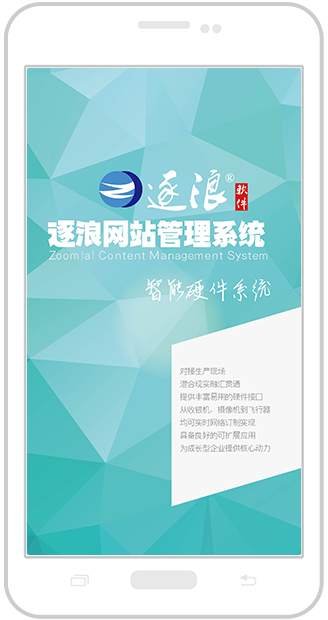 逐浪®软件
逐浪网站管理系统
Zoomla! Content Management System
智能硬件系统
对接生产现场
混合现实融汇贯通
提供丰富易用的硬件接口
从收银机、摄像机到飞行器
均可实时网络订制实现
具备良好的可扩展应用
为成长型企业提供核心动力